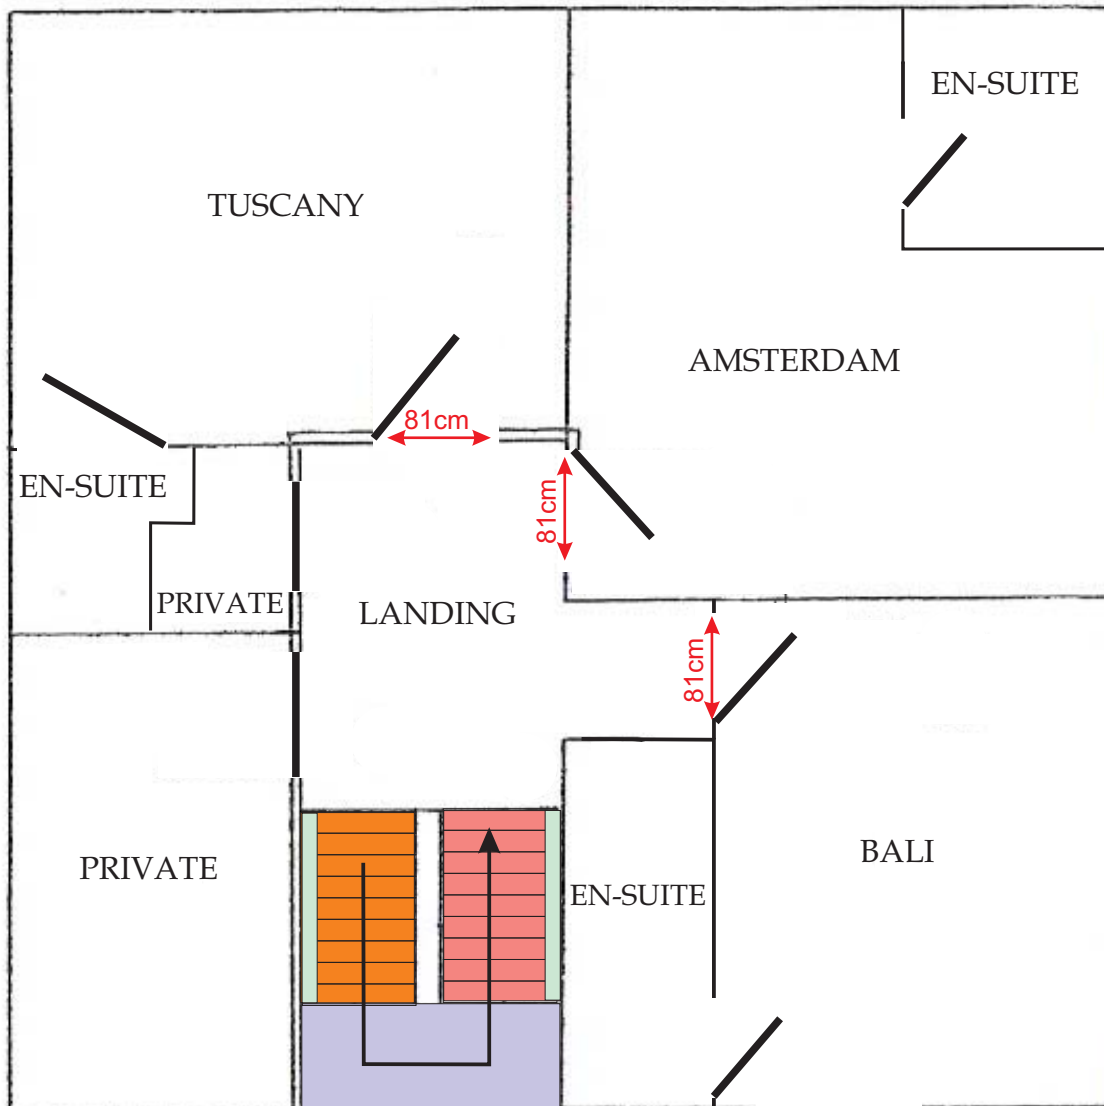 EN-SUITE
TUSCANY
AMSTERDAM
81cm
EN-SUITE
81cm
PRIVATE
LANDING
81cm
PRIVATE
BALI
EN-SUITE